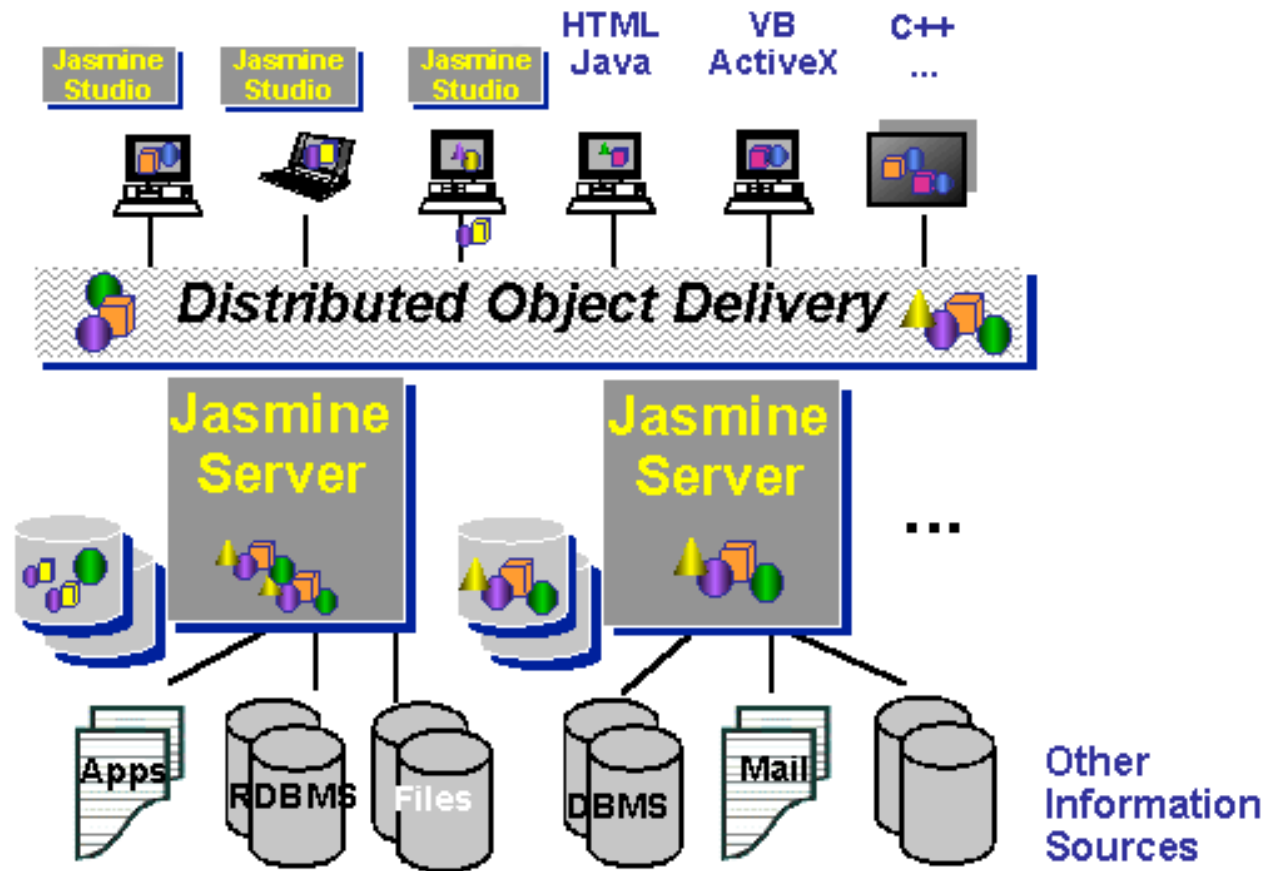 Jasmine
Studio
Jasmine
Studio
Jasmine
Studio
HTML
Java
VB
ActiveX
C++
...
Distributed Object Delivery
Jasmine
Server
Jasmine
Server
...
Apps
RDBMS
Files
DBMS
Mail
Other
Information
Sources